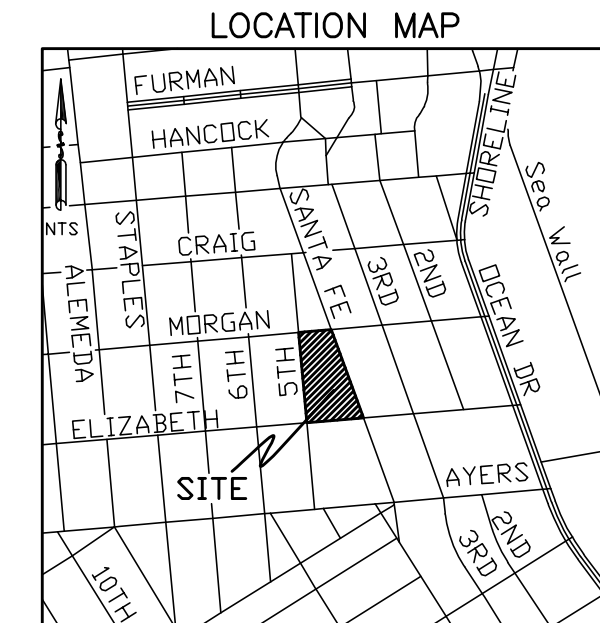 LOCATION MAP
FURMAN
HANCOCK
SHORELINE
Sea Wall
NTS
STAPLES
SANTA FE
CRAIG
3RD
2ND
ALEMEDA
OCEAN DR
MORGAN
7TH
6TH
5TH
ELIZABETH
SITE
AYERS
3RD
2ND
10TH